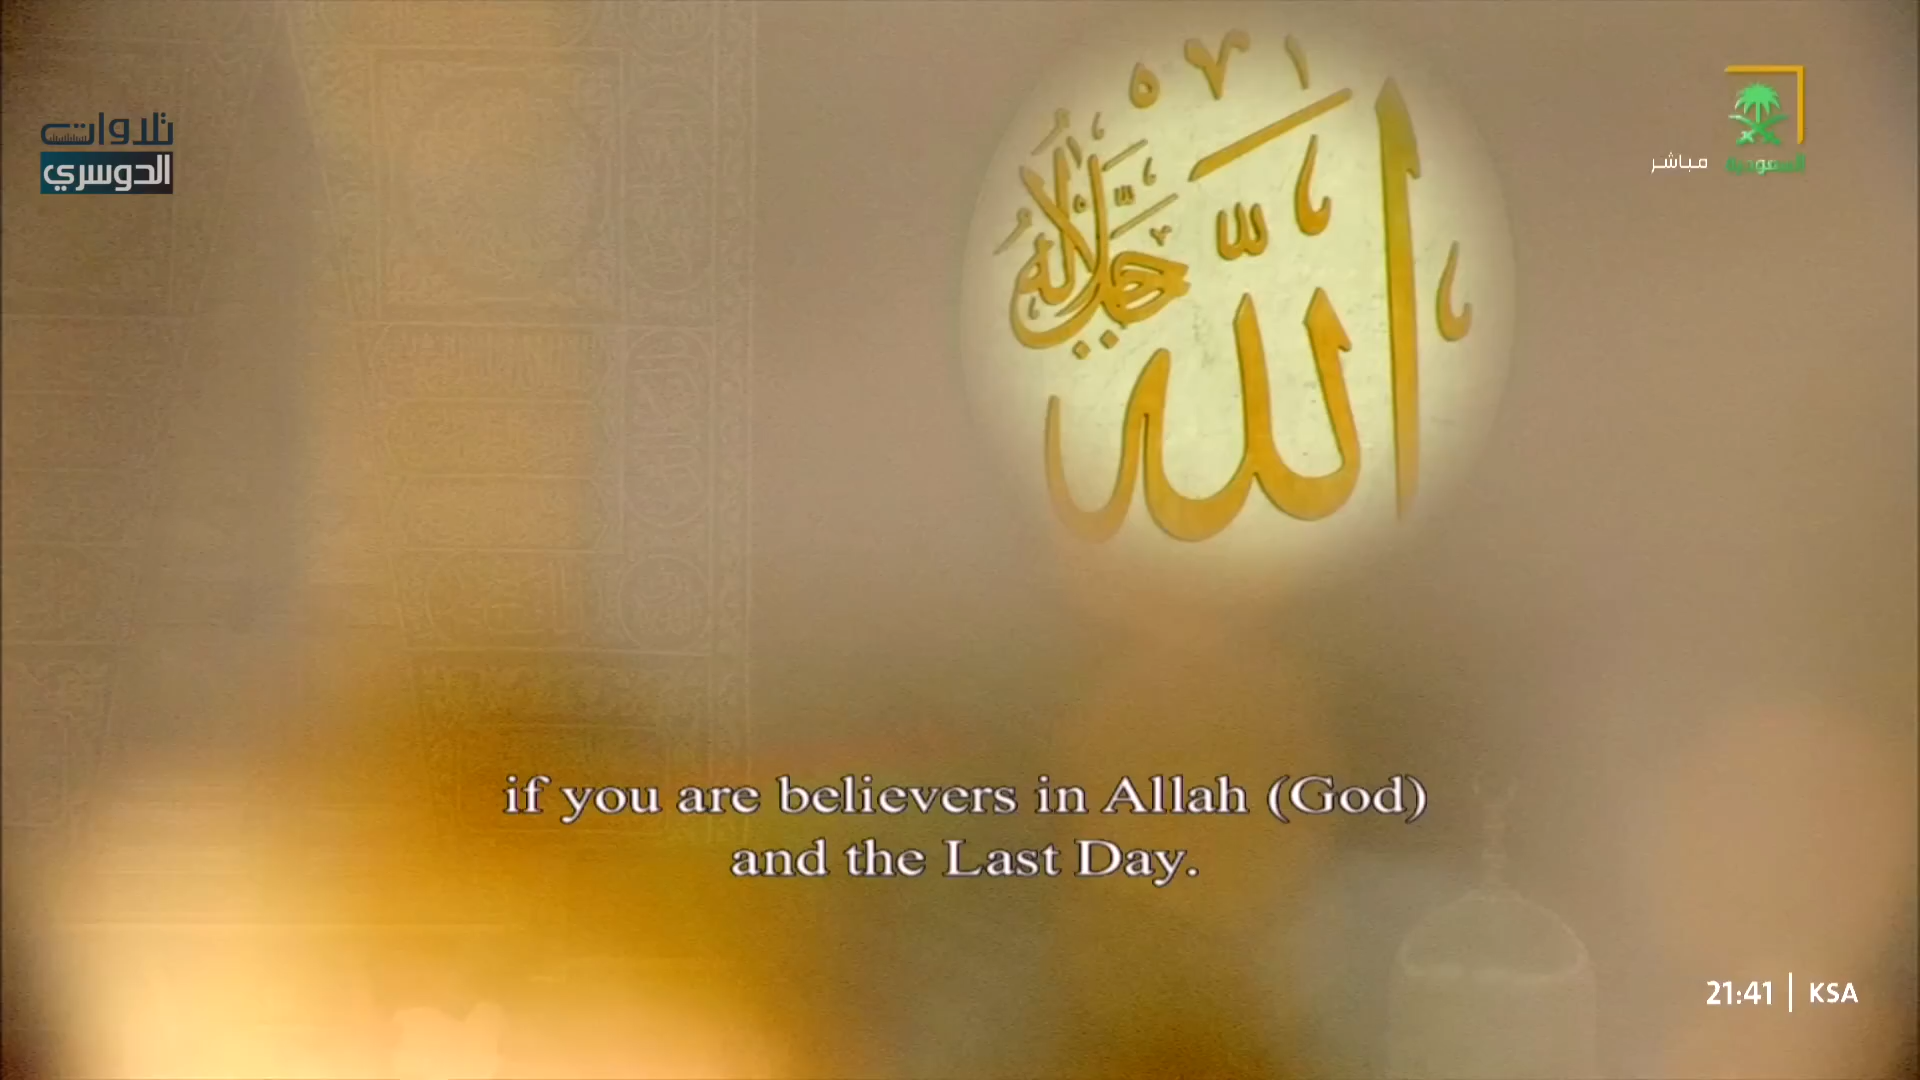 تلاوات
الدوسري
الله
جل جلاله
السعودية
مباشر
if you are believers in Allah (God)
and the Last Day.
21:41 | KSA